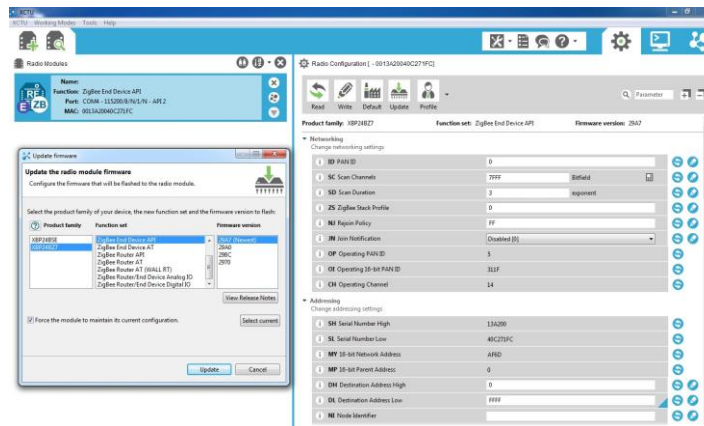 XCTU
XCTU Working Modes Tools Help
Radio Modules
Name:
Function: ZigBee End Device API
Port: COM4 - 115200/8/N/1/N - API 2
MAC: 0013A20040C271FC
Update firmware
Update the radio module firmware
Configure the firmware that will be flashed to the radio module.
Select the product family of your device, the new function set and the firmware version to flash:
Product family Function set Firmware version
XBP24BSE ZigBee End Device API 29A7 (Newest)
XBP24BZ7 ZigBee End Device AT 29A0
ZigBee Router API 298C
ZigBee Router AT 2970
ZigBee Router AT (WALL RT)
ZigBee Router/End Device Analog IO
ZigBee Router/End Device Digital IO
View Release Notes
Force the module to maintain its current configuration. Select current
Update Cancel
Radio Configuration [ - 0013A20040C271FC]
Read Write Default Update Profile Parameter
Product family: XBP24BZ7 Function set: ZigBee End Device API Firmware version: 29A7
Networking
Change networking settings
ID PAN ID 0
SC Scan Channels 7FFF Bitfield
SD Scan Duration 3 exponent
ZS ZigBee Stack Profile 0
NJ Rejoin Policy FF
JN Join Notification Disabled [0]
OP Operating PAN ID
OI Operating 16-bit PAN ID 311F
CH Operating Channel 14
Addressing
Change addressing settings
SH Serial Number High 13A200
SL Serial Number Low 40C271FC
MY 16-bit Network Address AF6D
MP 16-bit Parent Address 0
DH Destination Address High 0
DL Destination Address Low FFFF
NI Node Identifier